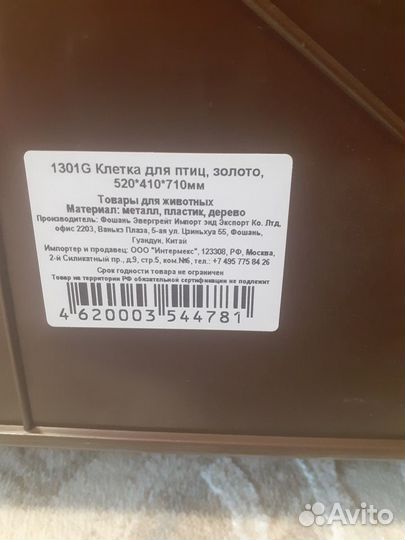 1301G Клетка для птиц, золото,
520*410*710мм
Товары для животных
Материал: металл, пластик, дерево
Производитель: Фошань Эвергрейт Импорт энд Экспорт Ко. Лтд,
офис 2203, Ванькэ Плаза, 5-ая ул. Цзиньхуа 55, Фошань,
Гуандун, Китай
Импортер и продавец: ООО "Интермекс", 123308, РФ, Москва,
2-й Силикатный пр., д.9, стр.5, ком.№6, тел.: +7 495 775 84 26
Срок годности товара не ограничен
Товар на территории РФ обязательной сертификации не подлежит
4 620003 544781
Avito